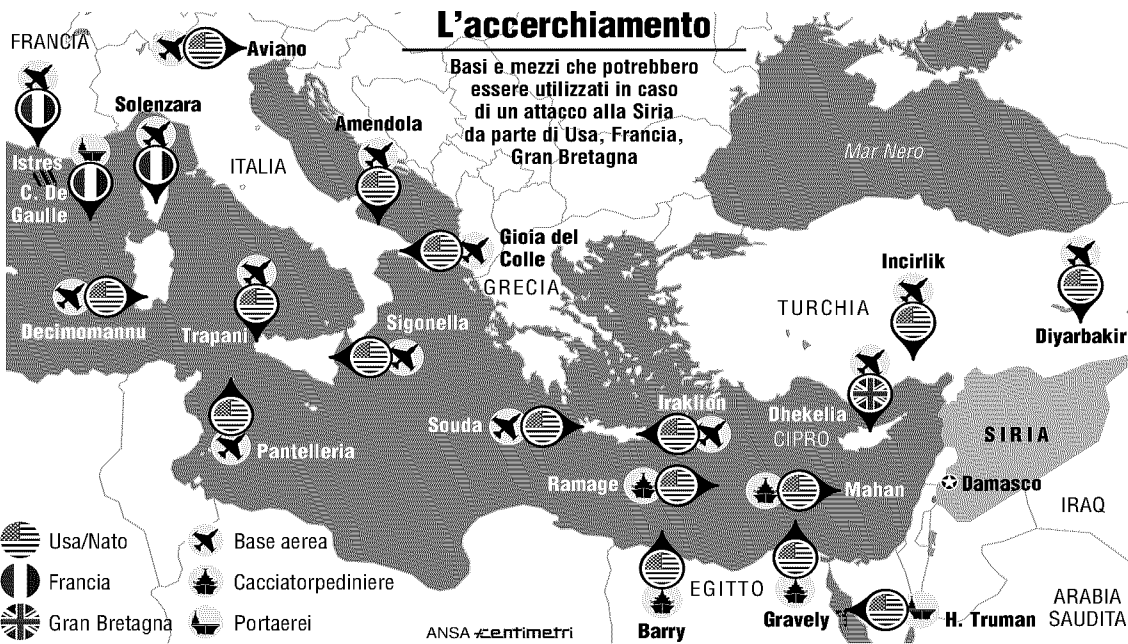 L'accerchiamento
Basi e mezzi che potrebbero
essere utilizzati in caso
di un attacco alla Siria
da parte di Usa, Francia,
Gran Bretagna
FRANCIA
Aviano
Solenzara
Amendola
Istres
C. De
Gaulle
ITALIA
Mar Nero
Gioia del
Colle
GRECIA
Incirlik
TURCHIA
Decimomannu
Trapani
Sigonella
Diyarbakir
Iraklion
Souda
Dhekelia
CIPRO
SIRIA
Pantelleria
Ramage
Mahan
Damasco
IRAQ
EGITTO
Barry
Gravely
H. Truman
ARABIA
SAUDITA
Usa/Nato
Francia
Gran Bretagna
Base aerea
Cacciatorpediniere
Portaerei
ANSA centimetri